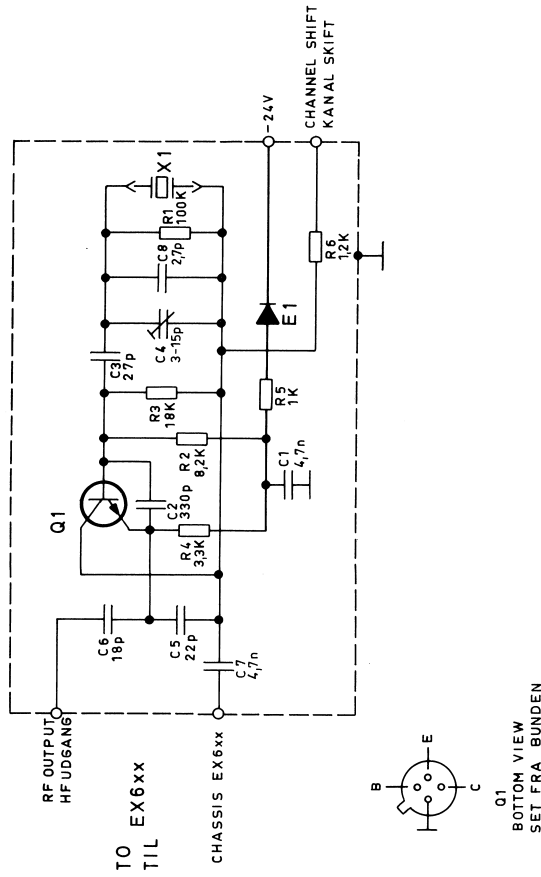 RF OUTPUT
HF UDGANG
TO EX6xx
TIL
CHASSIS EX6xx
C6
18p
C5
22p
C7
4,7n
Q1
C2
330p
R4
3,3K
R2
8,2K
R3
18K
C1
4,7n
R5
1K
C3
27p
C4
3-15p
C8
2,7p
R1
100K
X1
E1
R6
1,2K
-24V
CHANNEL SHIFT
KANAL SKIFT
B
E
C
Q1
BOTTOM VIEW
SET FRA BUNDEN